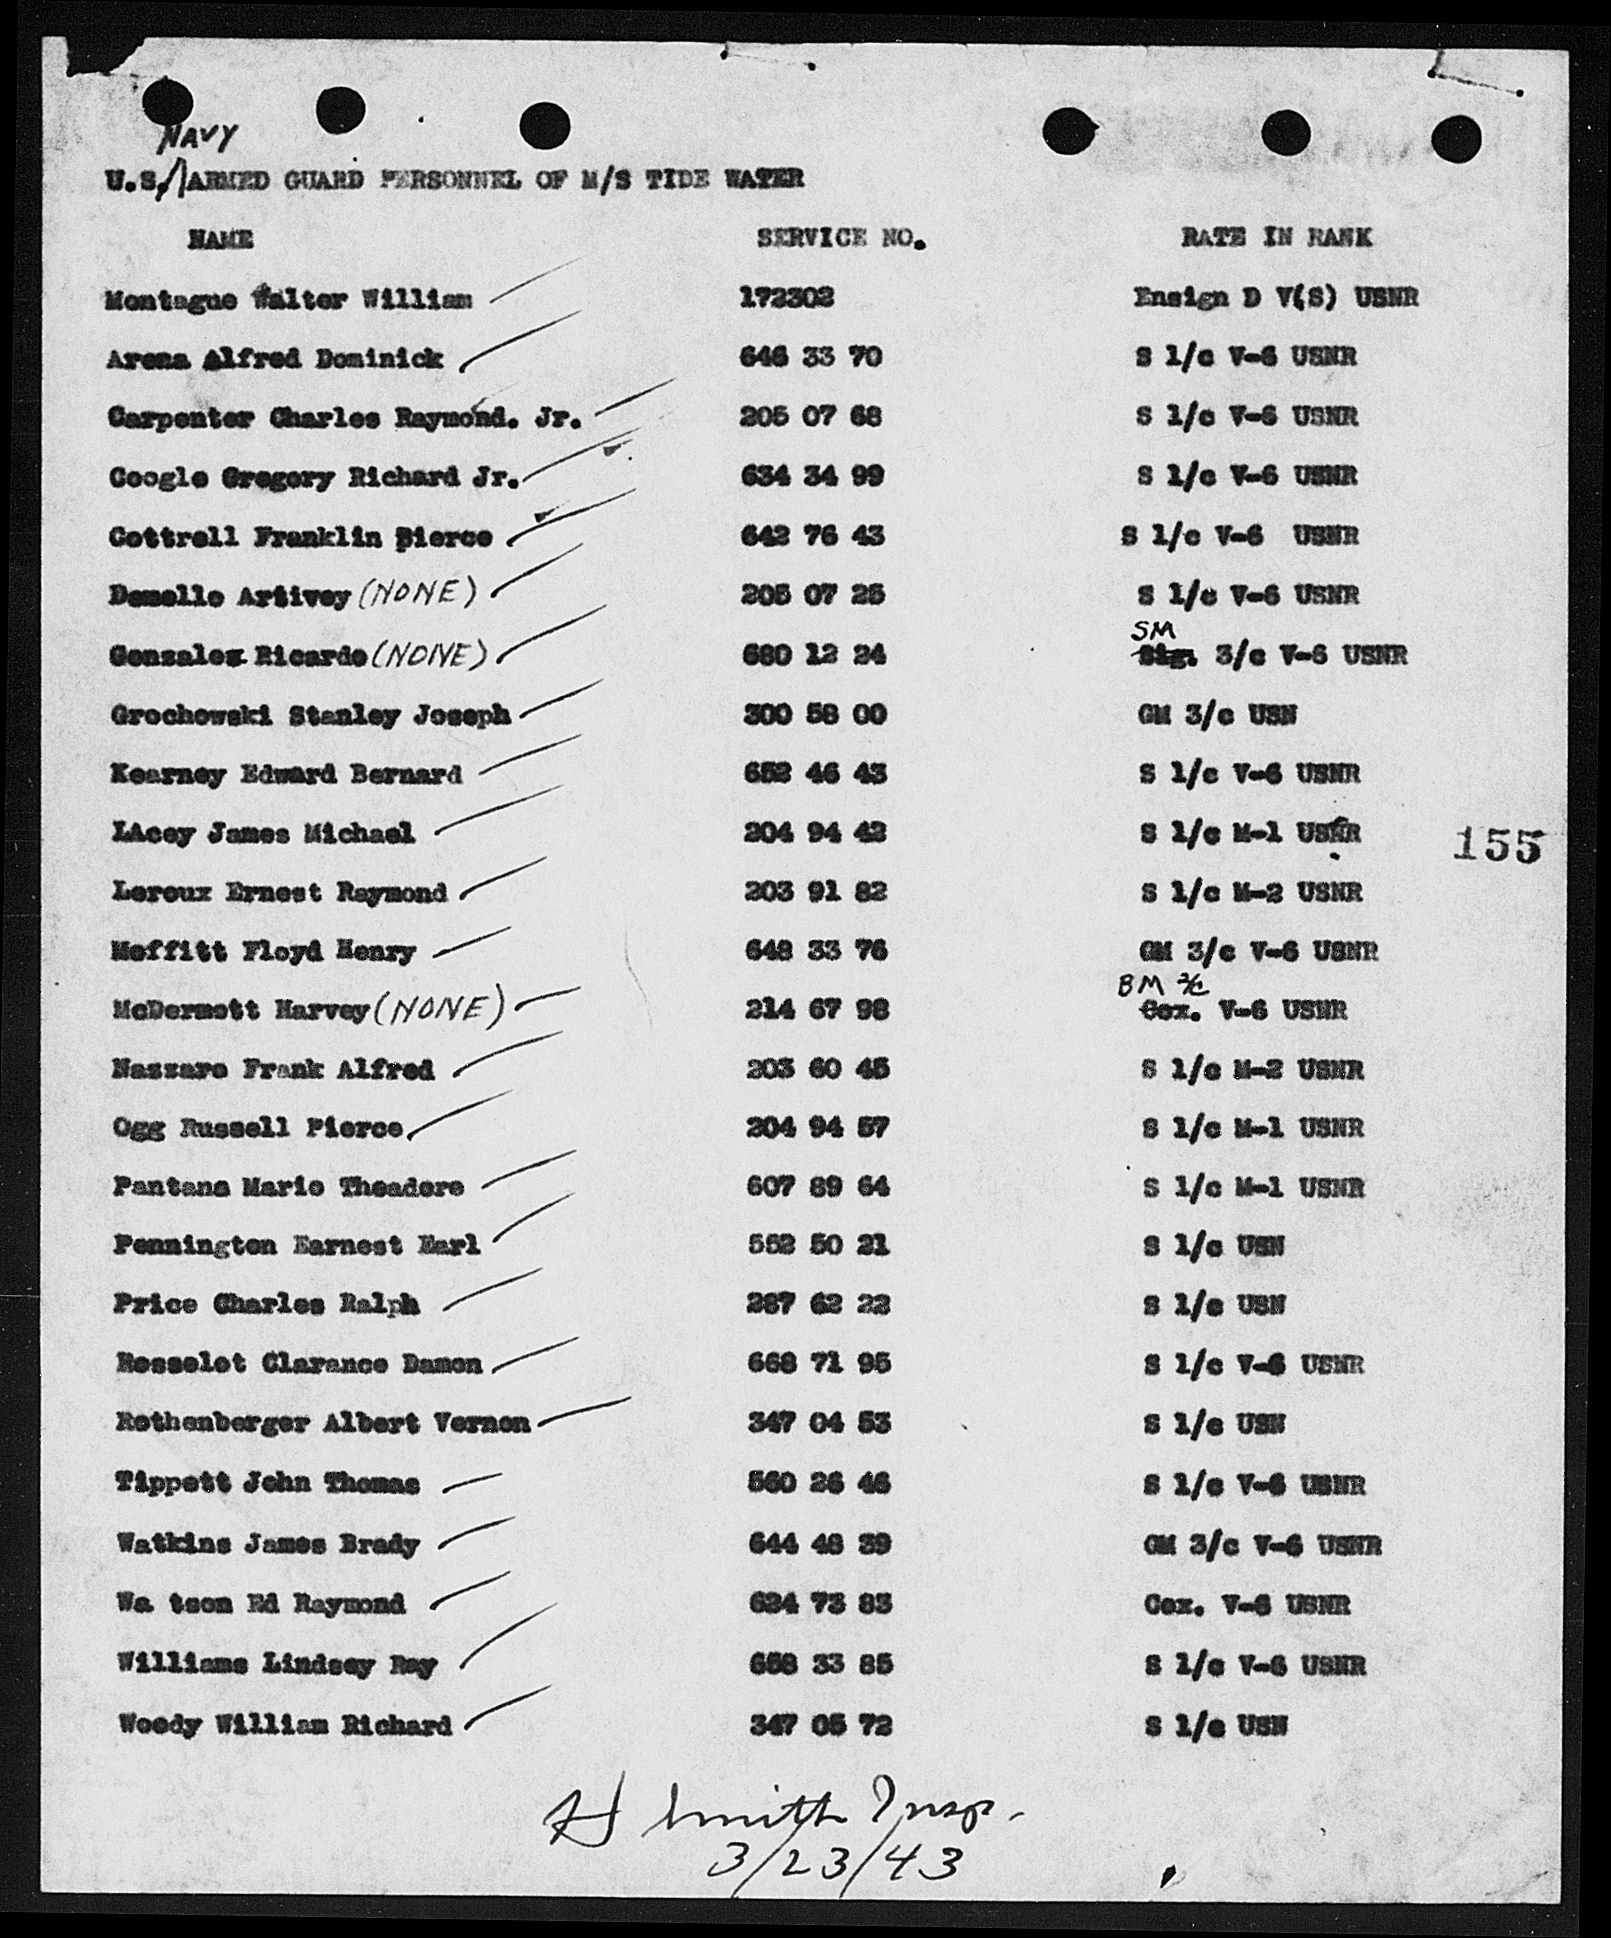 NAVY
U.S. ARMED GUARD PERSONNEL OF M/S TIDE WATER
NAME SERVICE NO. RATE IN RANK
Montague Walter William 172302 Ensign D V(S) USNR
Arena Alfred Dominick 646 33 70 S 1/c V-6 USNR
Carpenter Charles Raymond. Jr. 205 07 68 S 1/c V-6 USNR
Coogle Gregory Richard Jr. 634 34 99 S 1/c V-6 USNR
Cottrell Franklin Pierce 642 76 43 S 1/c V-6 USNR
Demello Artivey (NONE) 205 07 25 S 1/c V-6 USNR
SM
Gonzalez Ricardo (NONE) 680 12 24 Sig. 3/c V-6 USNR
Grochowski Stanley Joseph 300 58 00 GM 3/c USN
Kearney Edward Bernard 652 46 43 S 1/c V-6 USNR
LAcey James Michael 204 94 42 S 1/c M-1 USNR
155
Leroux Ernest Raymond 203 91 82 S 1/c M-2 USNR
Moffitt Floyd Henry 648 33 76 GM 3/c V-6 USNR
BM 2/c
McDermott Harvey (NONE) 214 67 98 Cox. V-6 USNR
Nazzaro Frank Alfred 203 60 45 S 1/c M-2 USNR
Ogg Russell Pierce 204 94 57 S 1/c M-1 USNR
Pantano Mario Theadore 607 89 64 S 1/c M-1 USNR
Pennington Earnest Earl 552 50 21 S 1/c USN
Price Charles Ralph 267 62 22 S 1/c USN
Rosselot Clarance Damon 668 71 95 S 1/c V-6 USNR
Rothenberger Albert Vernon 347 04 53 S 1/c USN
Tippett John Thomas 560 26 46 S 1/c V-6 USNR
Watkins James Brady 644 48 39 GM 3/c V-6 USNR
Wa tson Ed Raymond 624 73 83 Cox. V-6 USNR
Williams Lindsey Ray 658 33 85 S 1/c V-6 USNR
Woody William Richard 347 05 72 S 1/c USN
H Smith Insp.
3/23/43